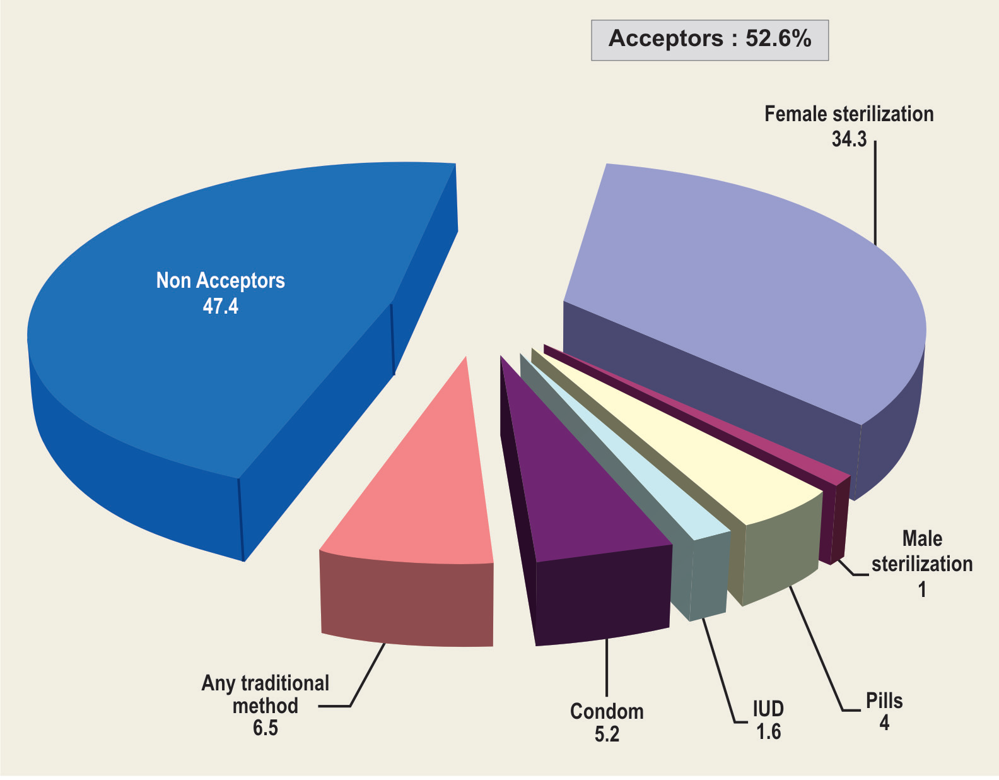 Acceptors : 52.6%
Female sterilization
34.3
Non Acceptors
47.4
Male
sterilization
1
Any traditional
method
6.5
Condom
5.2
IUD
1.6
Pills
4